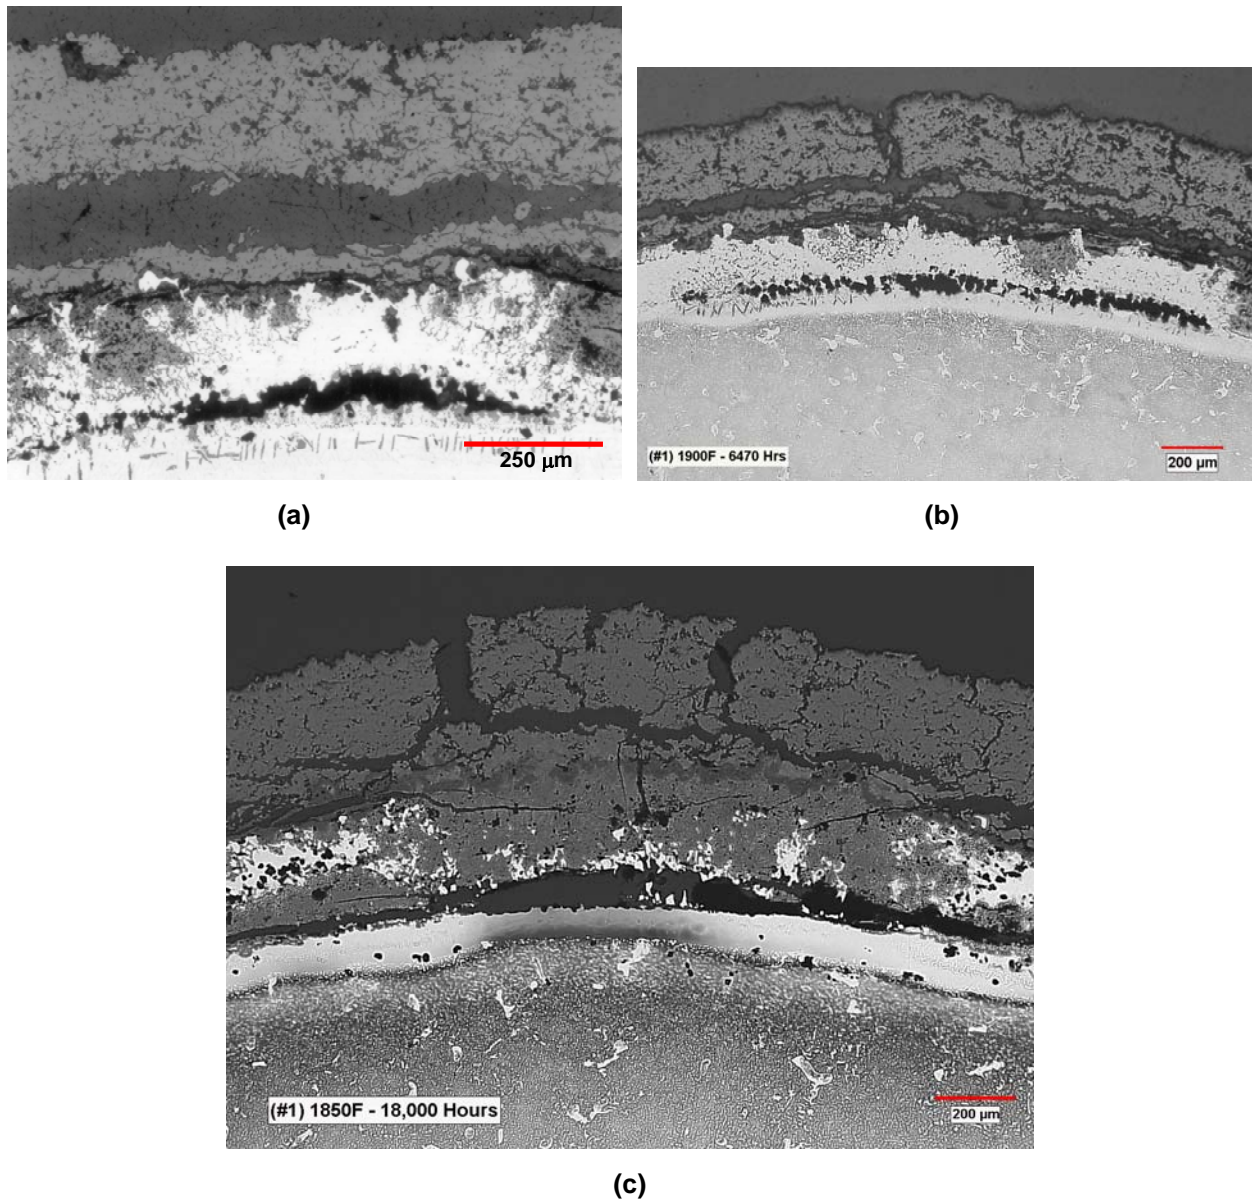 250 μm
(a)
(#1) 1900F - 6470 Hrs
200 μm
(b)
(#1) 1850F - 18,000 Hours
200 μm
(c)